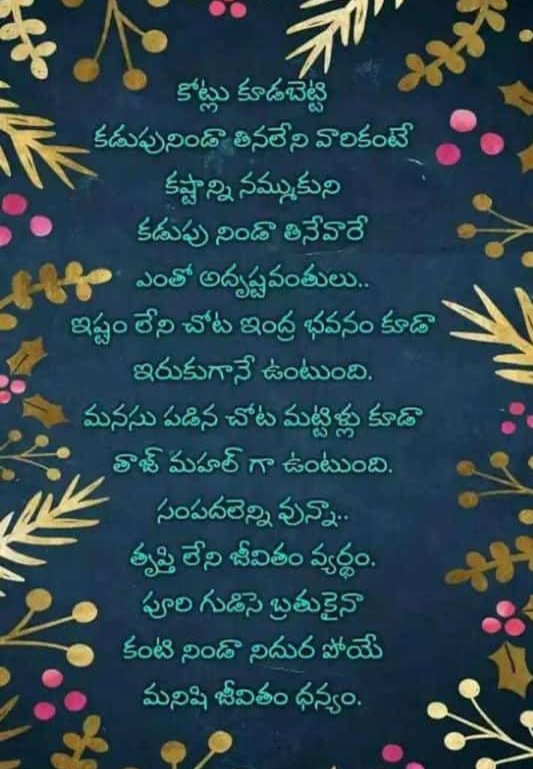 కోట్లు కూడబెట్టి
కడుపునిండా తినలేని వారికంటే
కష్టాన్ని నమ్ముకుని
కడుపు నిండా తినేవారే
ఎంతో అదృష్టవంతులు..
ఇష్టం లేని చోట ఇంద్ర భవనం కూడా
ఇరుకుగానే ఉంటుంది.
మనసు పడిన చోట మట్టిళ్లు కూడా
తాజ్ మహల్ గా ఉంటుంది.
సంపదలెన్ని వున్నా..
తృప్తి లేని జీవితం వ్యర్థం.
పూరి గుడిసె బ్రతుకైనా
కంటి నిండా నిదుర పోయే
మనిషి జీవితం ధన్యం.